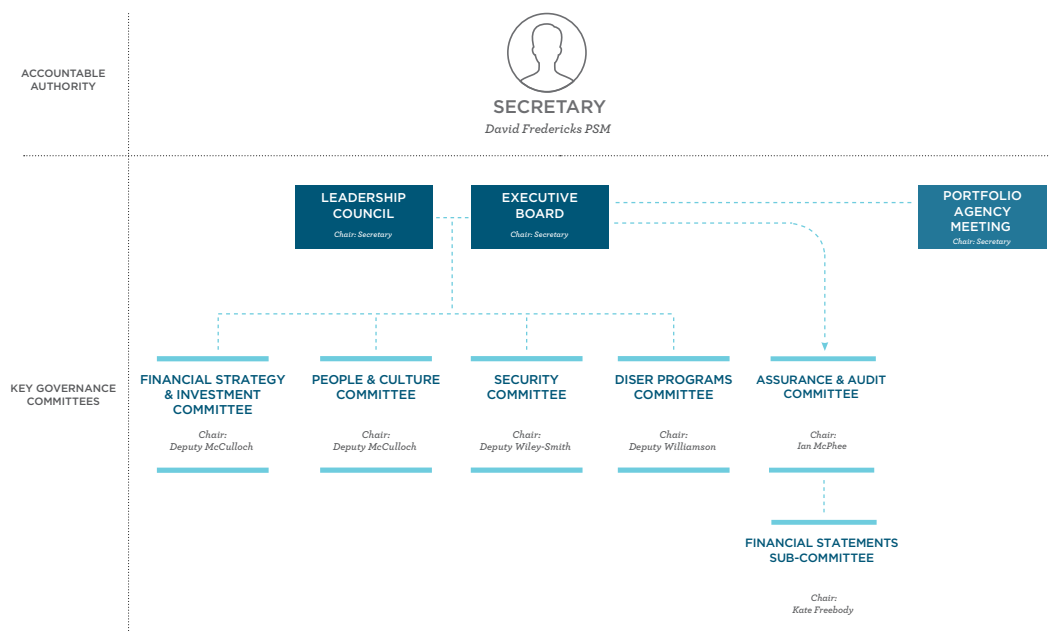 ACCOUNTABLE
AUTHORITY
SECRETARY
David Fredericks PSM
LEADERSHIP
COUNCIL
Chair: Secretary
EXECUTIVE
BOARD
Chair: Secretary
PORTFOLIO
AGENCY
MEETING
Chair: Secretary
KEY GOVERNANCE
COMMITTEES
FINANCIAL STRATEGY
& INVESTMENT
COMMITTEE
Chair:
Deputy McCulloch
PEOPLE & CULTURE
COMMITTEE
Chair:
Deputy McCulloch
SECURITY
COMMITTEE
Chair:
Deputy Wiley-Smith
DISER PROGRAMS
COMMITTEE
Chair:
Deputy Williamson
ASSURANCE & AUDIT
COMMITTEE
Chair:
Ian McPhee
FINANCIAL STATEMENTS
SUB-COMMITTEE
Chair:
Kate Freebody